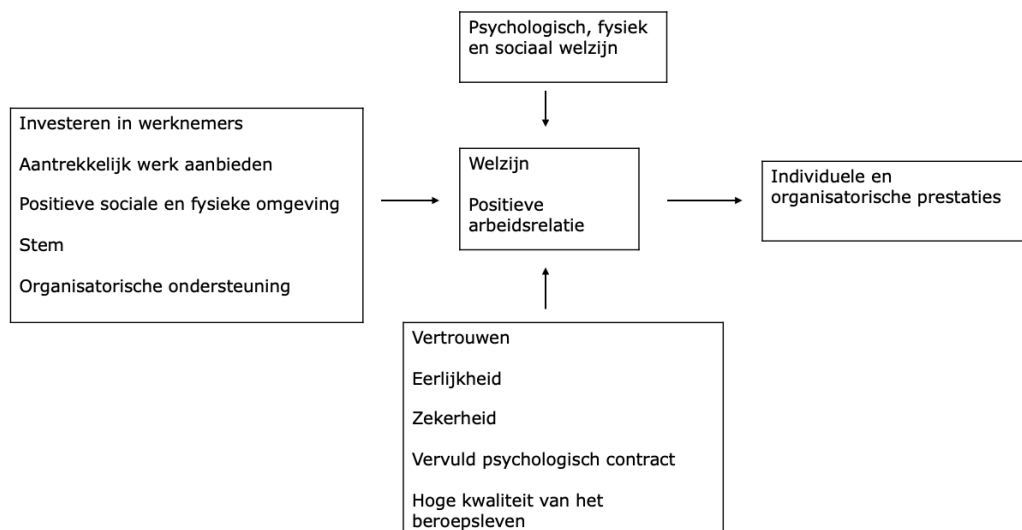 Psychologisch, fysiek
en sociaal welzijn
Investeren in werknemers
Aantrekkelijk werk aanbieden
Positieve sociale en fysieke omgeving
Stem
Organisatorische ondersteuning
Welzijn
Positieve
arbeidsrelatie
Individuele en
organisatorische prestaties
Vertrouwen
Eerlijkheid
Zekerheid
Vervuld psychologisch contract
Hoge kwaliteit van het
beroepsleven